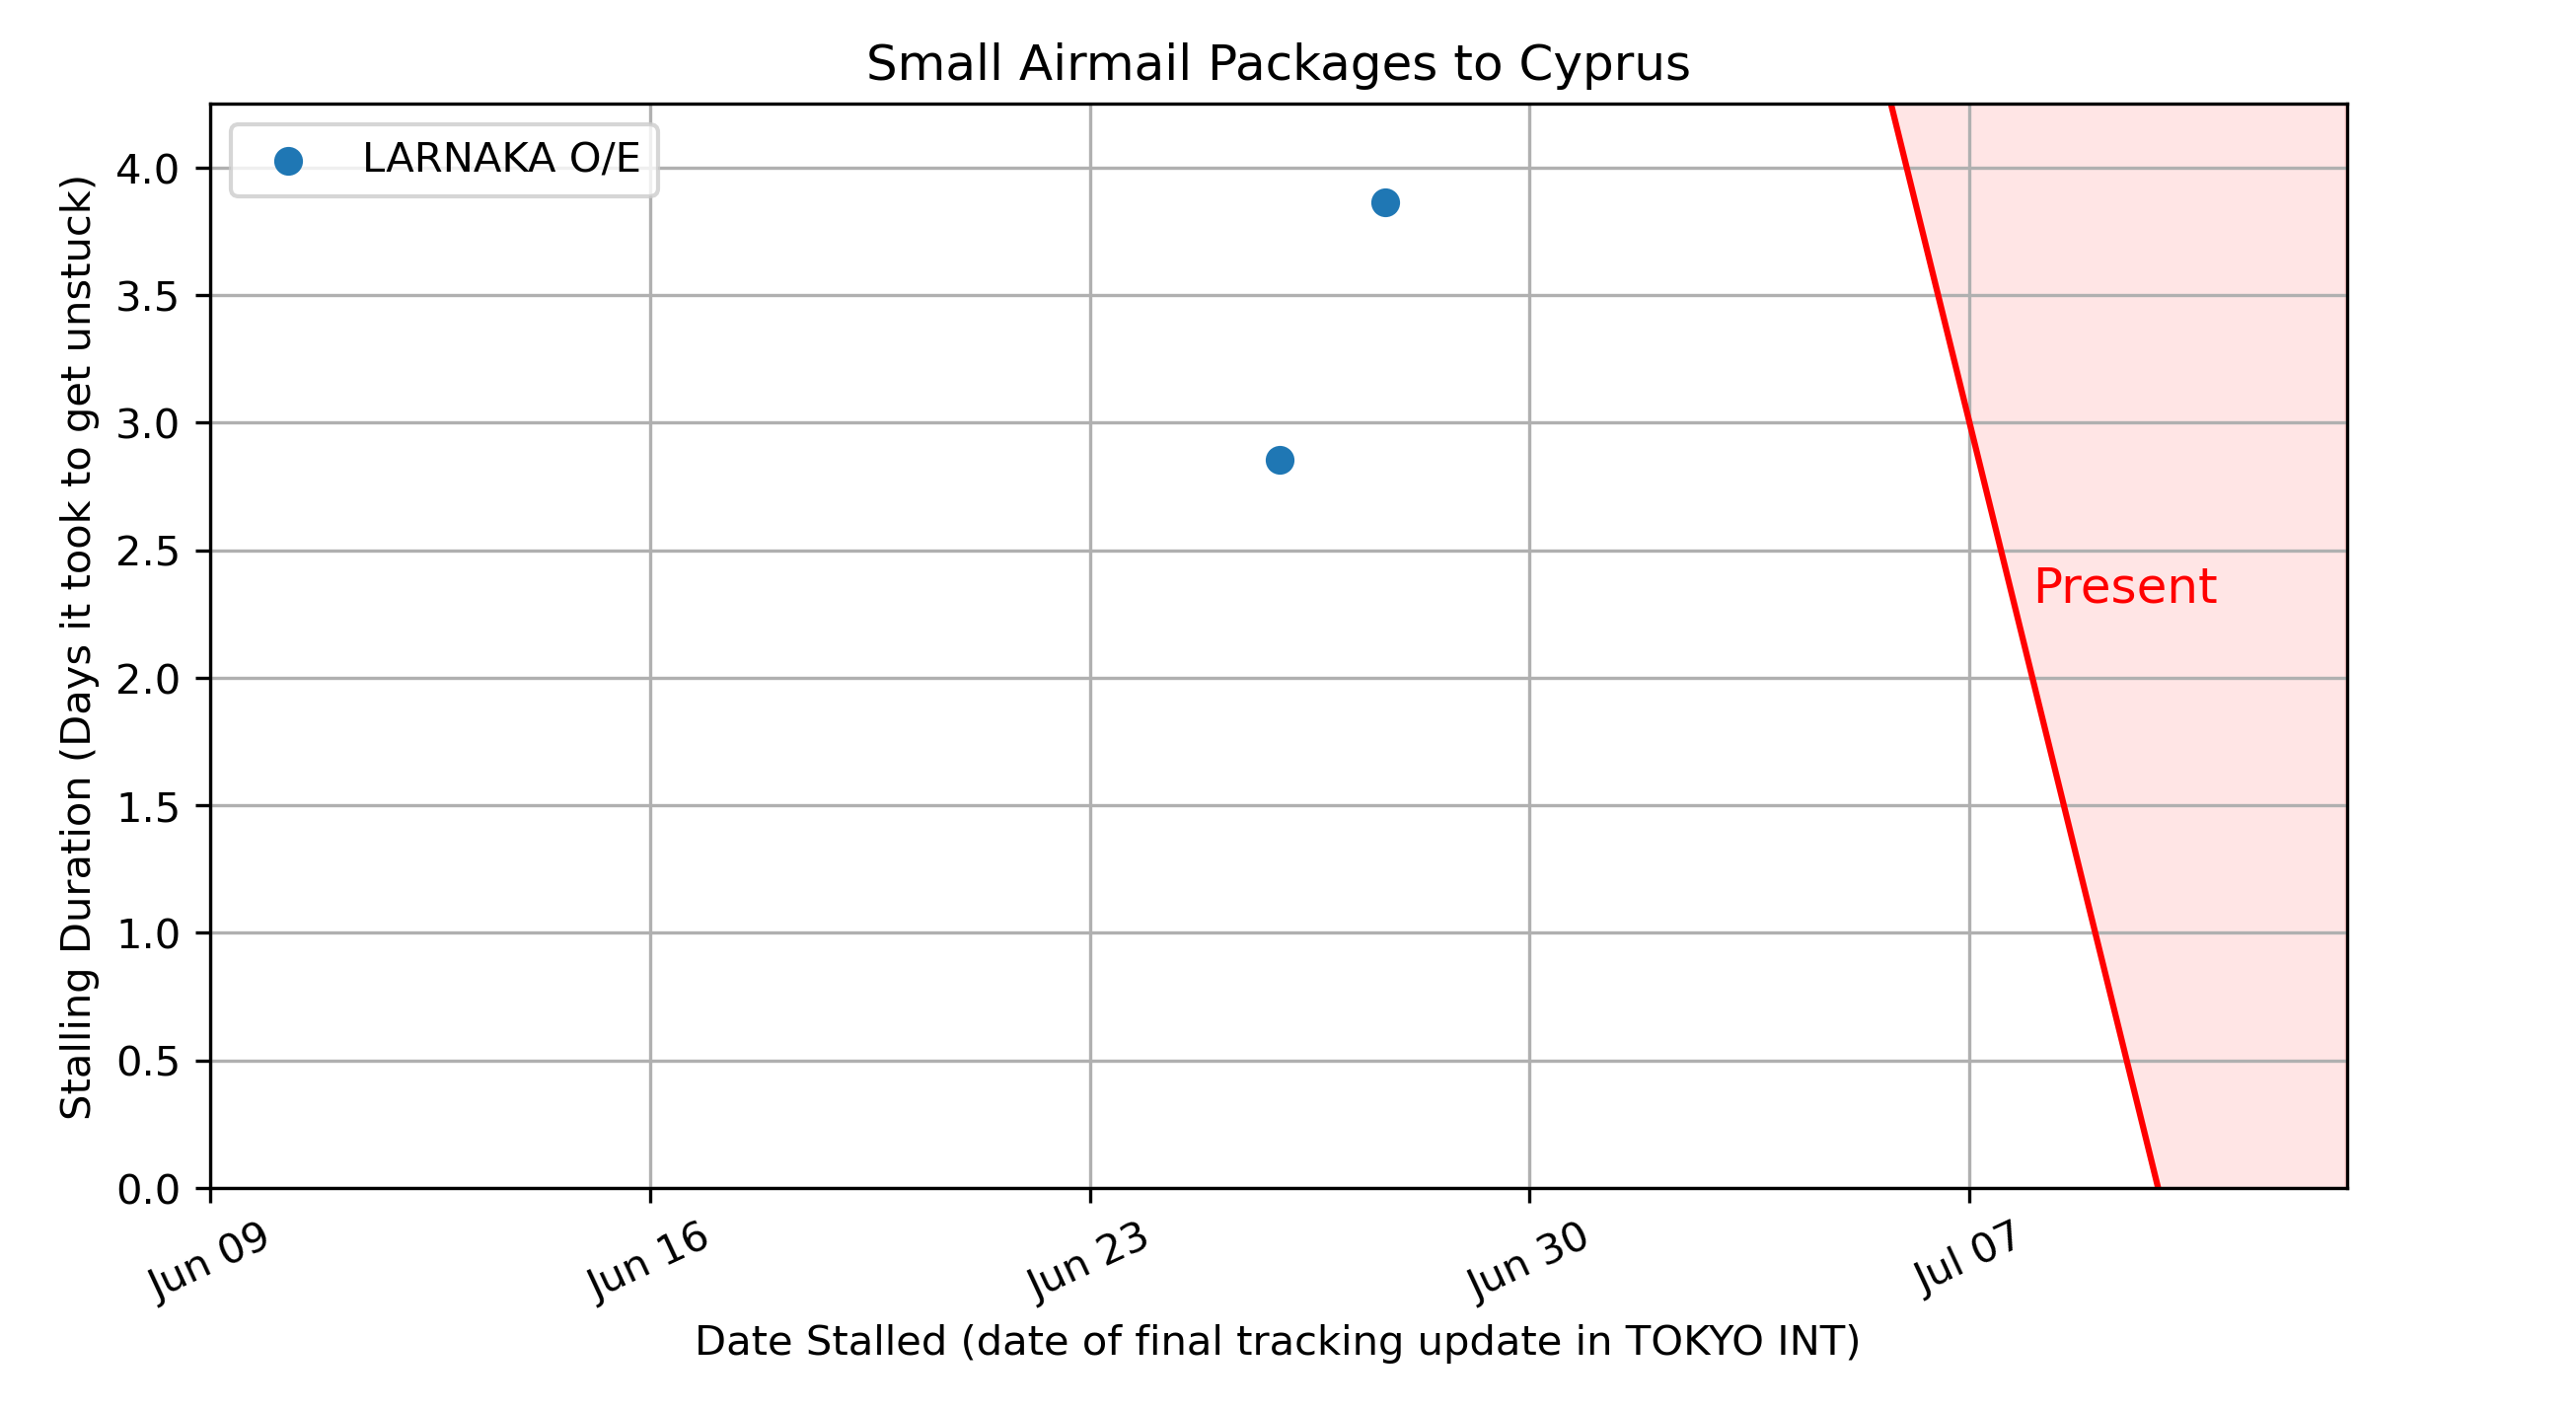 Small Airmail Packages to Cyprus
LARNAKA O/E
Stalling Duration (Days it took to get unstuck)
4.0
3.5
3.0
2.5
2.0
1.5
1.0
0.5
0.0
Present
Jun 09
Jun 16
Jun 23
Jun 30
Jul 07
Date Stalled (date of final tracking update in TOKYO INT)